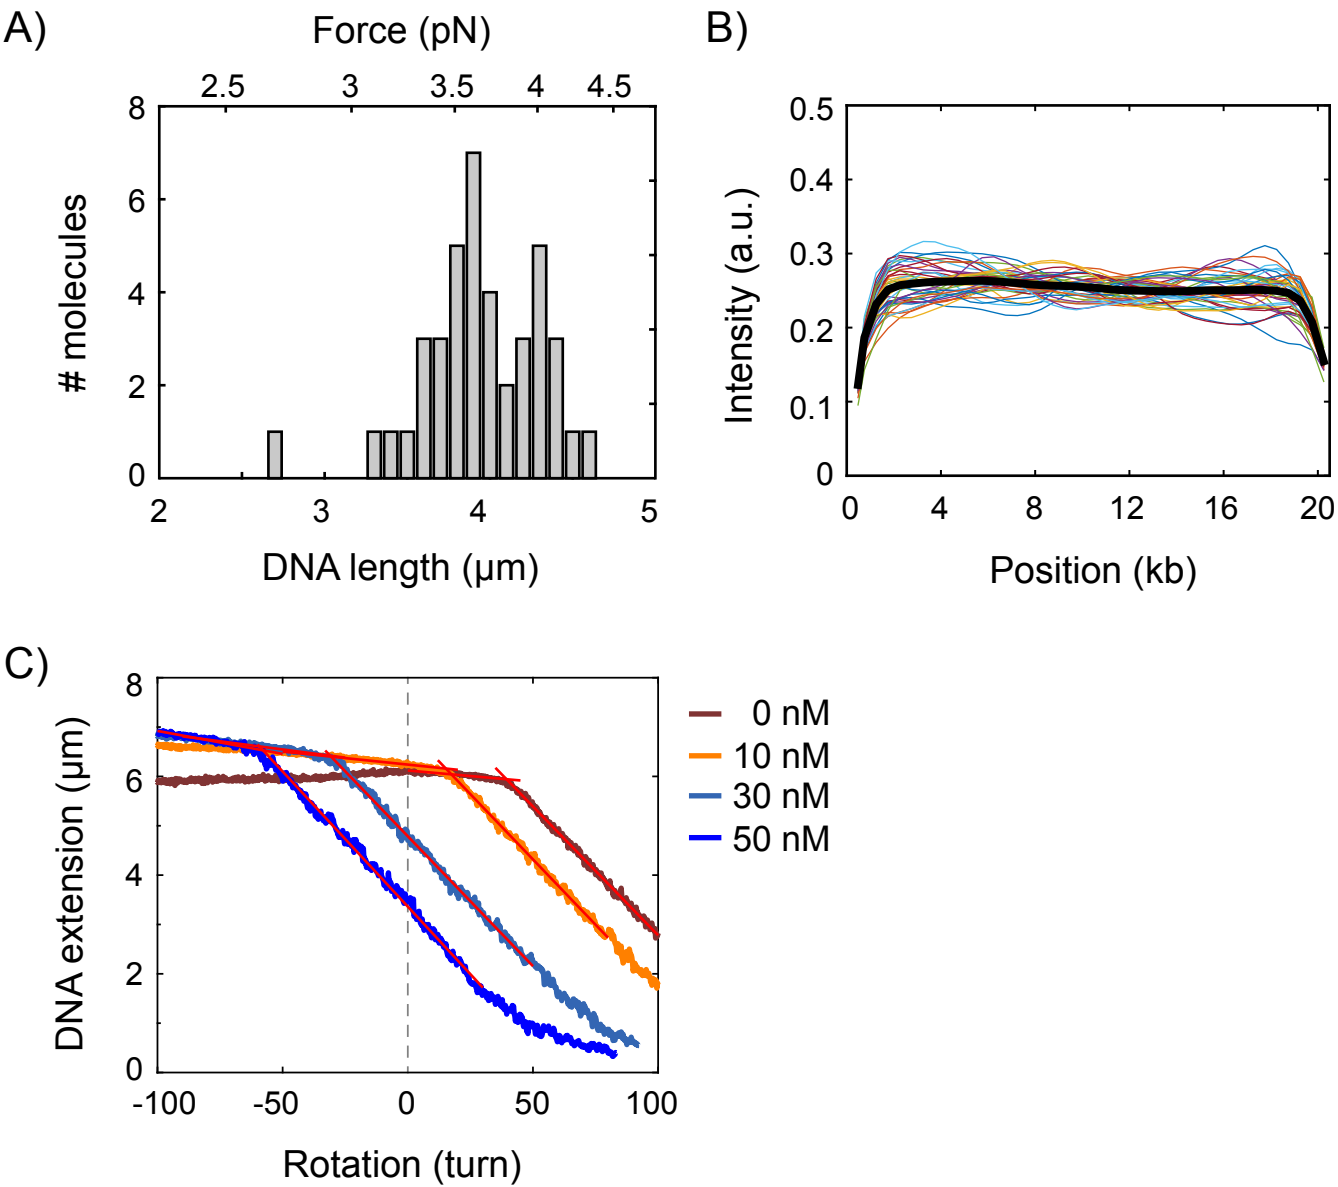 A)
Force (pN)
2.5 3 3.5 4 4.5
8
6
4
2
0
# molecules
2 3 4 5
DNA length (μm)
B)
0.5
0.4
0.3
0.2
0.1
0
Intensity (a.u.)
0 4 8 12 16 20
Position (kb)
C)
8
6
4
2
0
DNA extension (μm)
-100 -50 0 50 100
Rotation (turn)
0 nM
10 nM
30 nM
50 nM